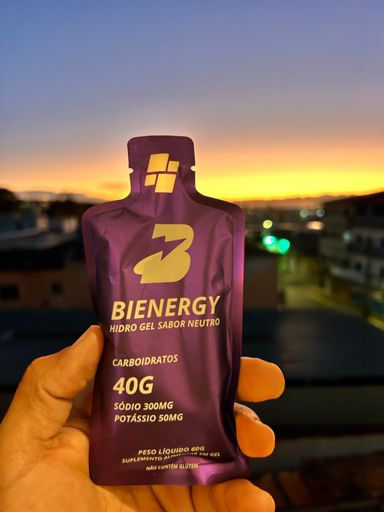 BIENERGY
HIDRO GEL SABOR NEUTRO
CARBOIDRATOS
40G
SÓDIO 300MG
POTÁSSIO 50MG
PESO LÍQUIDO 60G
SUPLEMENTO ALIMENTAR EM GEL
NÃO CONTÉM GLÚTEN